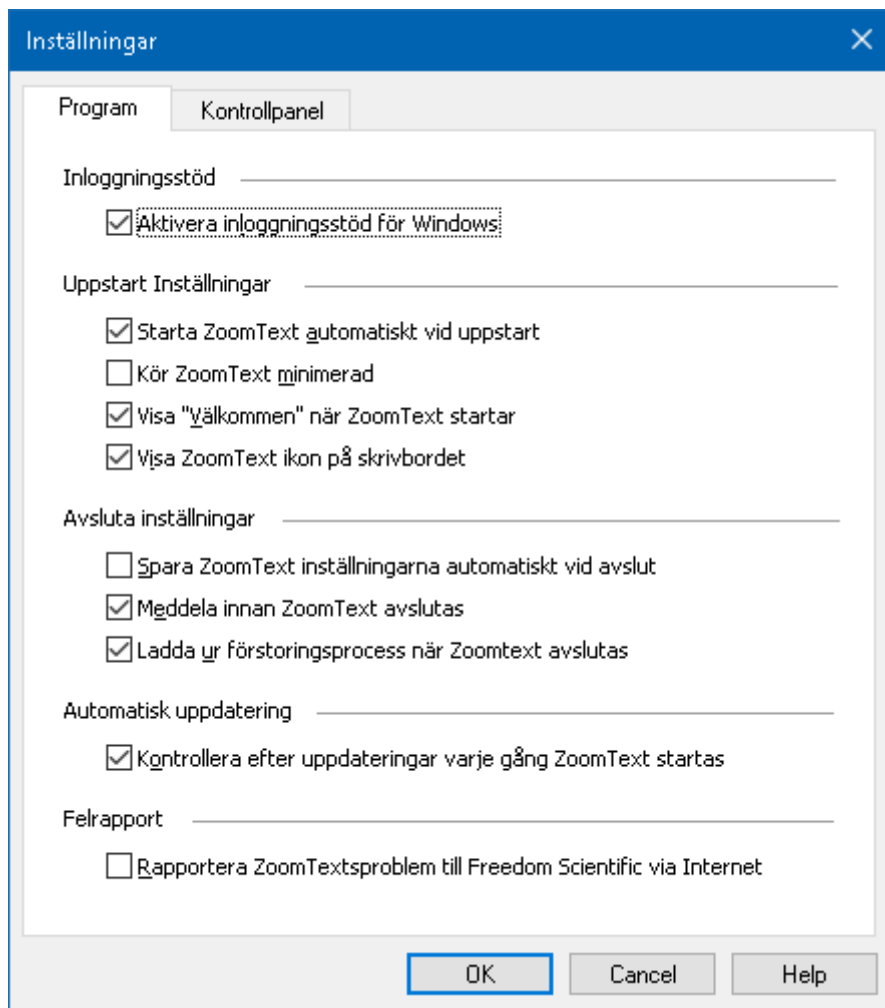 Inställningar
Program
Kontrollpanel
Inloggningsstöd
Aktivera inloggningsstöd för Windows
Uppstart Inställningar
Starta ZoomText automatiskt vid uppstart
Kör ZoomText minimerad
Visa "Välkommen" när ZoomText startar
Visa ZoomText ikon på skrivbordet
Avsluta inställningar
Spara ZoomText inställningarna automatiskt vid avslut
Meddela innan ZoomText avslutas
Ladda ur förstoringsprocess när Zoomtext avslutas
Automatisk uppdatering
Kontrollera efter uppdateringar varje gång ZoomText startas
Felrapport
Rapportera ZoomTextsproblem till Freedom Scientific via Internet
OK
Cancel
Help